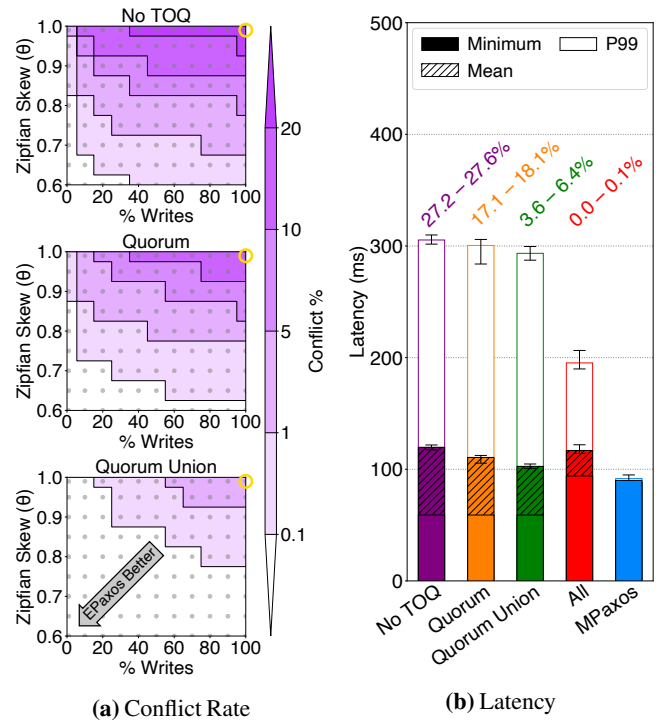 No TOQ
1.0
0.9
0.8
0.7
0.6
Zipfian Skew (θ)
0 20 40 60 80 100
% Writes
Quorum
1.0
0.9
0.8
0.7
0.6
Zipfian Skew (θ)
0 20 40 60 80 100
% Writes
Quorum Union
1.0
0.9
0.8
0.7
0.6
Zipfian Skew (θ)
EPaxos Better
0 20 40 60 80 100
% Writes
20
10
5
1
0.1
Conflict %
(a) Conflict Rate
500
400
300
200
100
0
Latency (ms)
Minimum
Mean
P99
27.2 – 27.6%
17.1 – 18.1%
3.6 – 6.4%
0.0 – 0.1%
No TOQ
Quorum
Quorum Union
All
MPaxos
(b) Latency